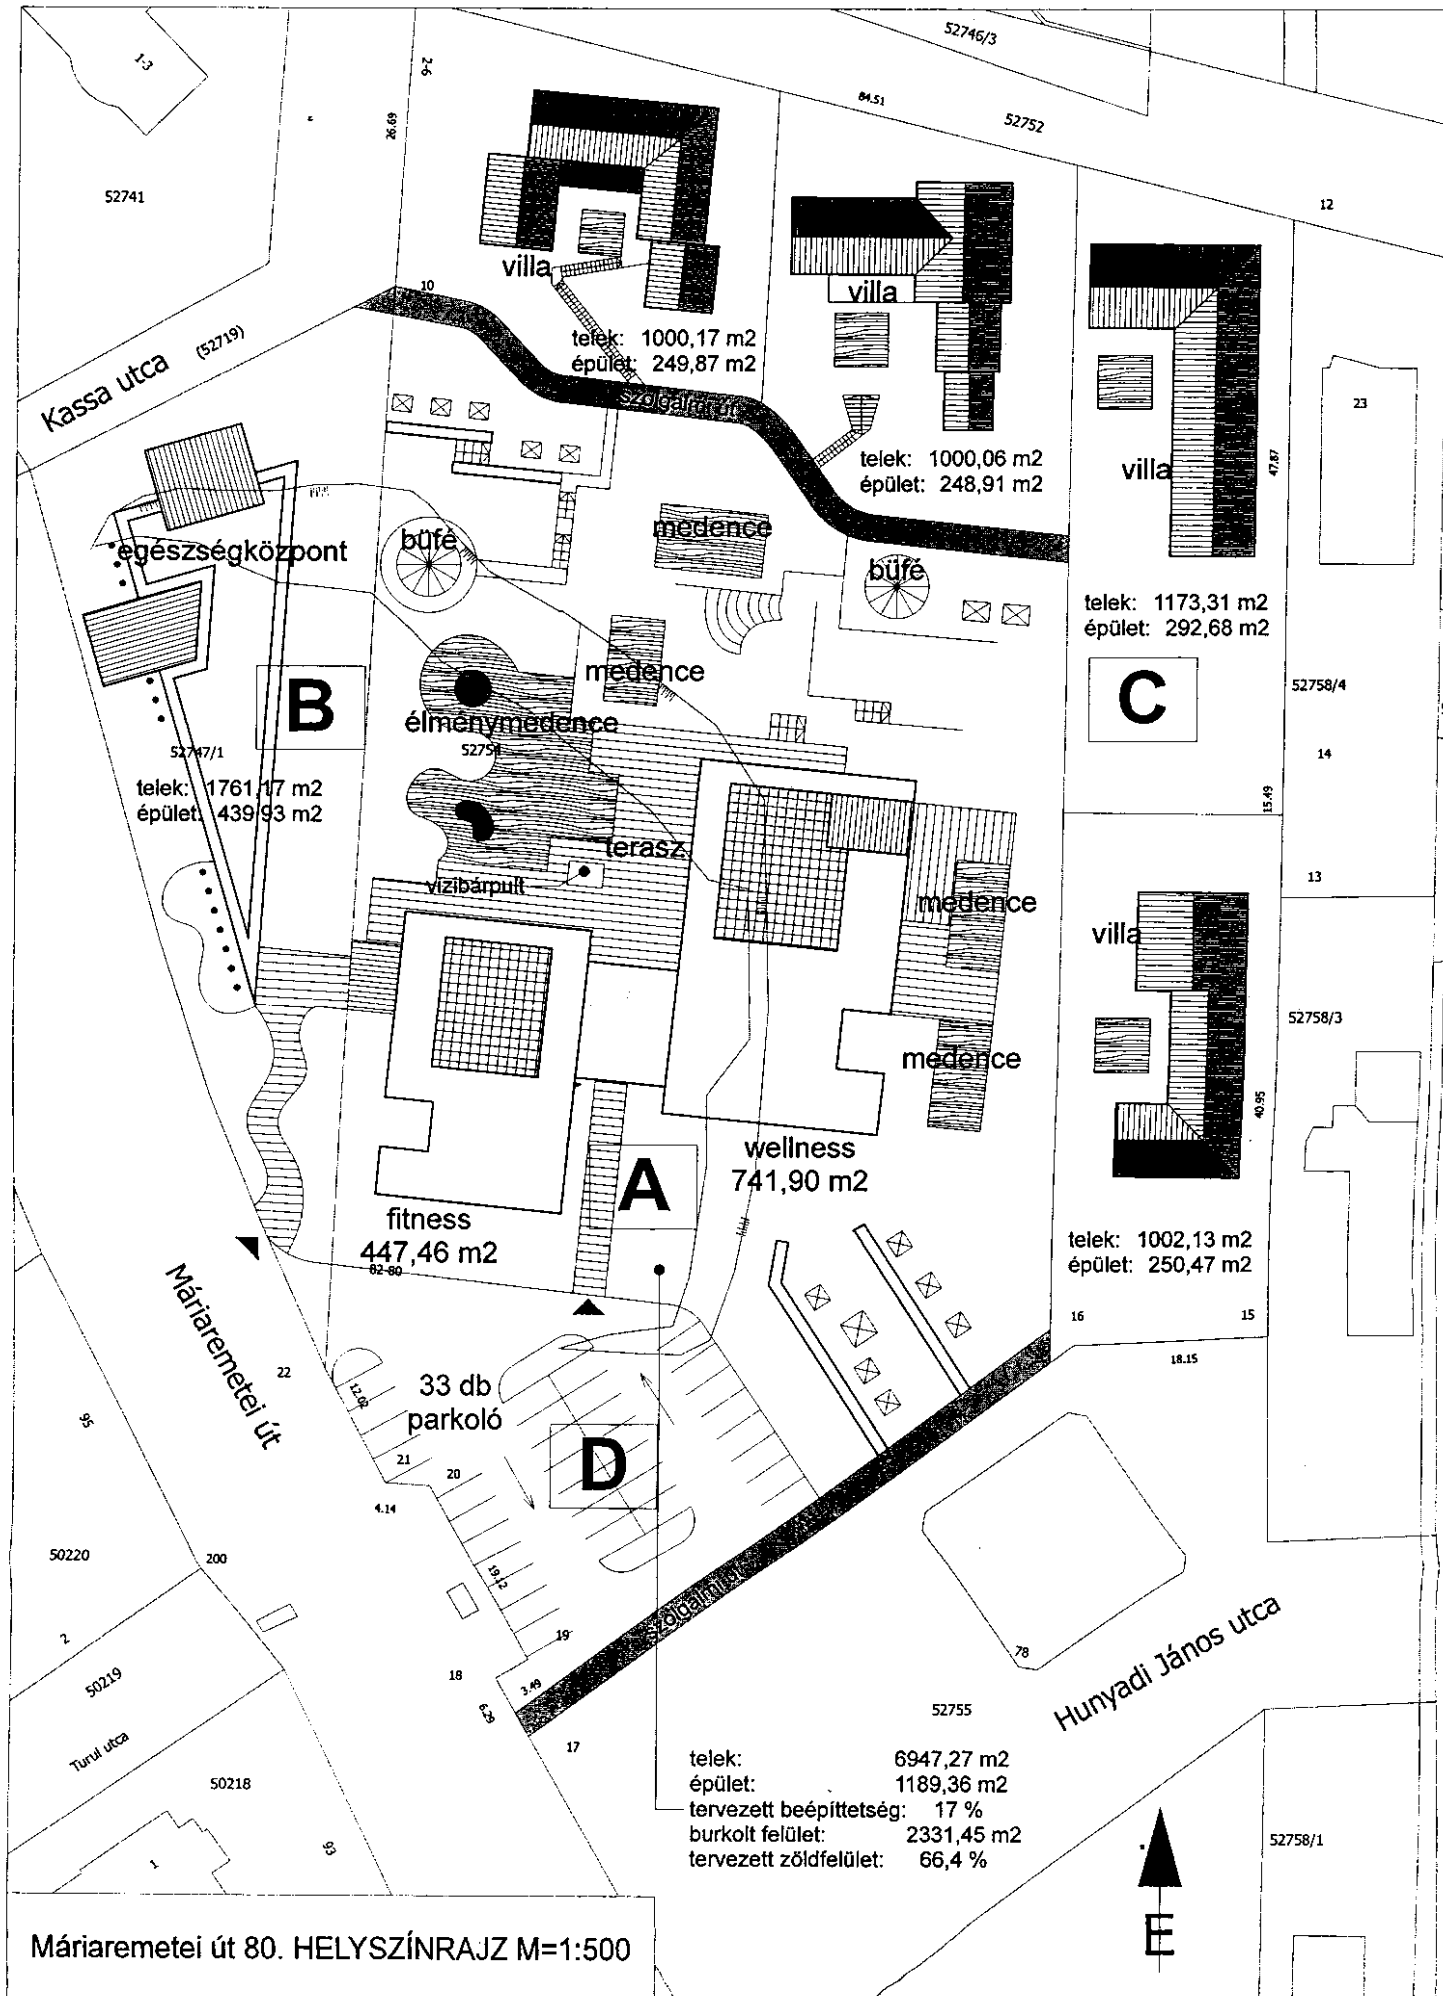 1-3
2-6
52746/3
84.51
52752
26.69
52741
12
villa
10
villa
telek: 1000,17 m2
épület: 249,87 m2
Kassa utca
(52719)
szolgálmi út
23
telek: 1000,06 m2
épület: 248,91 m2
villa
47.87
egészségközpont
büfé
medence
büfé
telek: 1173,31 m2
épület: 292,68 m2
medence
B
C
52758/4
élménymedence
52754
52747/1
14
telek: 1761,17 m2
épület: 439,93 m2
15.49
terasz
vizibárpult
13
medence
villa
52758/3
medence
40.95
wellness
741,90 m2
A
fitness
447,46 m2
82-80
telek: 1002,13 m2
épület: 250,47 m2
16
15
18.15
Máriaremetei út
22
12.02
33 db
parkoló
95
D
21
20
4.14
50220
200
19.12
szolgálmi út
2
19
78
Hunyadi János utca
50219
18
3.49
6.29
52755
17
Turul utca
50218
telek: 6947,27 m2
épület: 1189,36 m2
tervezett beépíttetség: 17 %
burkolt felület: 2331,45 m2
tervezett zöldfelület: 66,4 %
93
1
52758/1
É
Máriaremetei út 80. HELYSZÍNRAJZ M=1:500